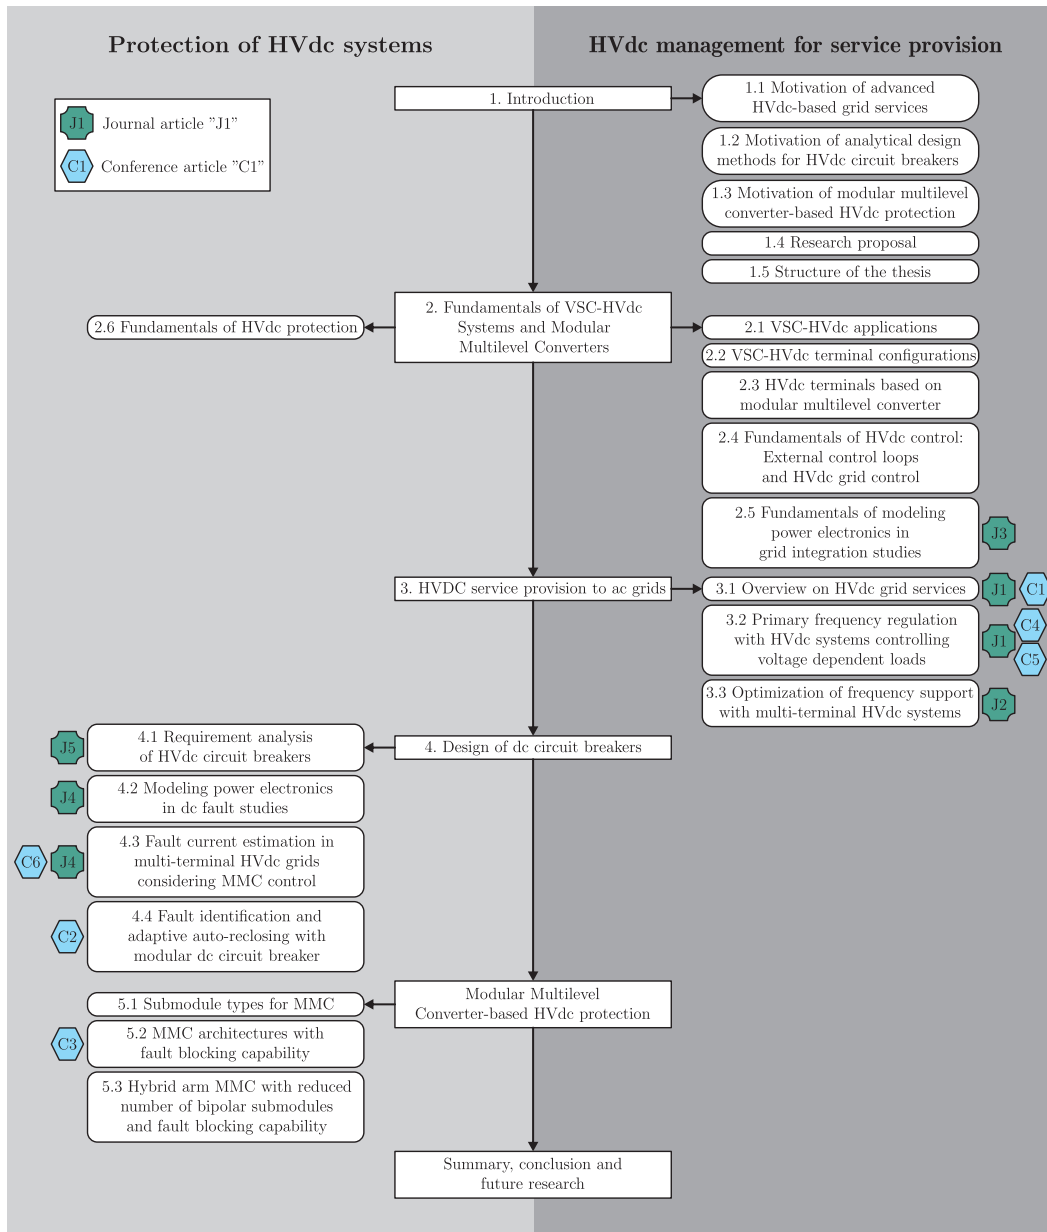 Protection of HVdc systems
HVdc management for service provision
J1
Journal article "J1"
C1
Conference article "C1"
1. Introduction
1.1 Motivation of advanced
HVdc-based grid services
1.2 Motivation of analytical design
methods for HVdc circuit breakers
1.3 Motivation of modular multilevel
converter-based HVdc protection
1.4 Research proposal
1.5 Structure of the thesis
2. Fundamentals of VSC-HVdc
Systems and Modular
Multilevel Converters
2.6 Fundamentals of HVdc protection
2.1 VSC-HVdc applications
2.2 VSC-HVdc terminal configurations
2.3 HVdc terminals based on
modular multilevel converter
2.4 Fundamentals of HVdc control:
External control loops
and HVdc grid control
2.5 Fundamentals of modeling
power electronics in
grid integration studies
J3
3. HVDC service provision to ac grids
3.1 Overview on HVdc grid services
J1
C1
3.2 Primary frequency regulation
with HVdc systems controlling
voltage dependent loads
J1
C4
C5
3.3 Optimization of frequency support
with multi-terminal HVdc systems
J2
4. Design of dc circuit breakers
J5
4.1 Requirement analysis
of HVdc circuit breakers
J4
4.2 Modeling power electronics
in dc fault studies
C6
J4
4.3 Fault current estimation in
multi-terminal HVdc grids
considering MMC control
C2
4.4 Fault identification and
adaptive auto-reclosing with
modular dc circuit breaker
Modular Multilevel
Converter-based HVdc protection
5.1 Submodule types for MMC
C3
5.2 MMC architectures with
fault blocking capability
5.3 Hybrid arm MMC with reduced
number of bipolar submodules
and fault blocking capability
Summary, conclusion and
future research